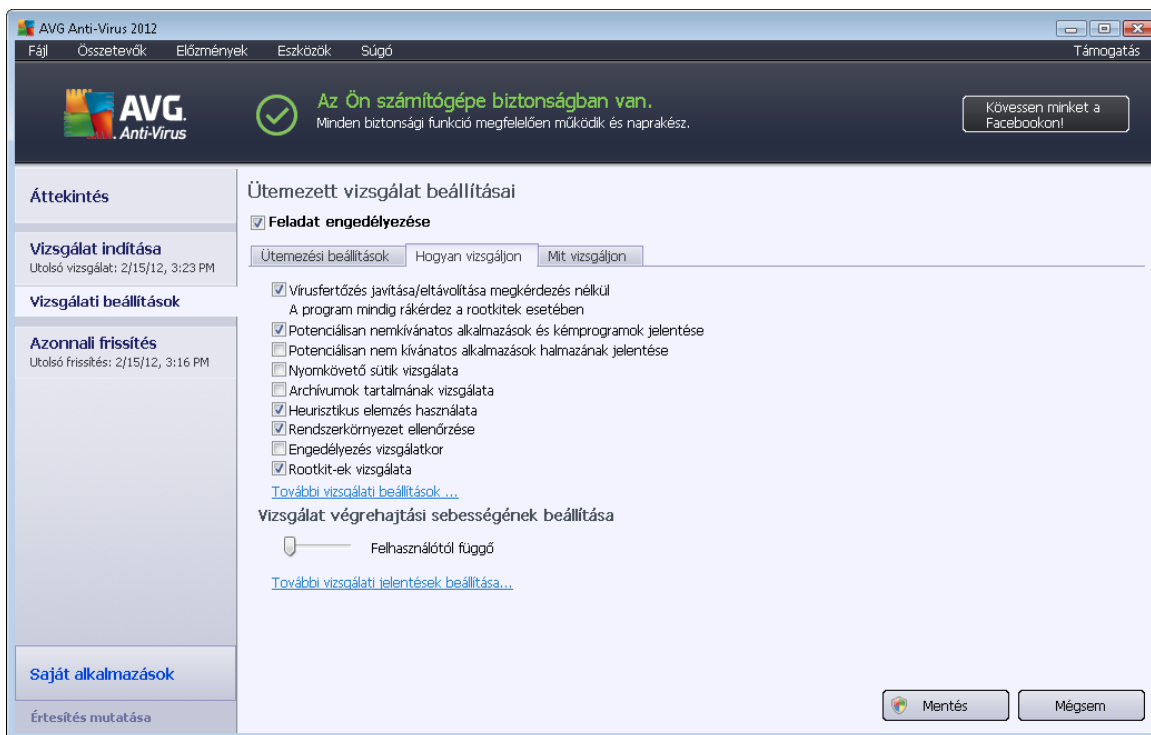 AVG Anti-Virus 2012
Fájl Összetevők Előzmények Eszközök Súgó Támogatás
AVG.
Anti-Virus
Az Ön számítógépe biztonságban van.
Minden biztonsági funkció megfelelően működik és naprakész.
Kövessen minket a
Facebookon!
Áttekintés
Vizsgálat indítása
Utolsó vizsgálat: 2/15/12, 3:23 PM
Vizsgálati beállítások
Azonnali frissítés
Utolsó frissítés: 2/15/12, 3:16 PM
Saját alkalmazások
Értesítés mutatása
Ütemezett vizsgálat beállításai
Feladat engedélyezése
Ütemezési beállítások Hogyan vizsgáljon Mit vizsgáljon
Vírusfertőzés javítása/eltávolítása megkérdezés nélkül
A program mindig rákérdez a rootkitek esetében
Potenciálisan nemkívánatos alkalmazások és kémprogramok jelentése
Potenciálisan nem kívánatos alkalmazások halmazának jelentése
Nyomkövető sütik vizsgálata
Archívumok tartalmának vizsgálata
Heurisztikus elemzés használata
Rendszerkörnyezet ellenőrzése
Engedélyezés vizsgálatkor
Rootkit-ek vizsgálata
További vizsgálati beállítások ...
Vizsgálat végrehajtási sebességének beállítása
Felhasználótól függő
További vizsgálati jelentések beállítása...
Mentés Mégsem